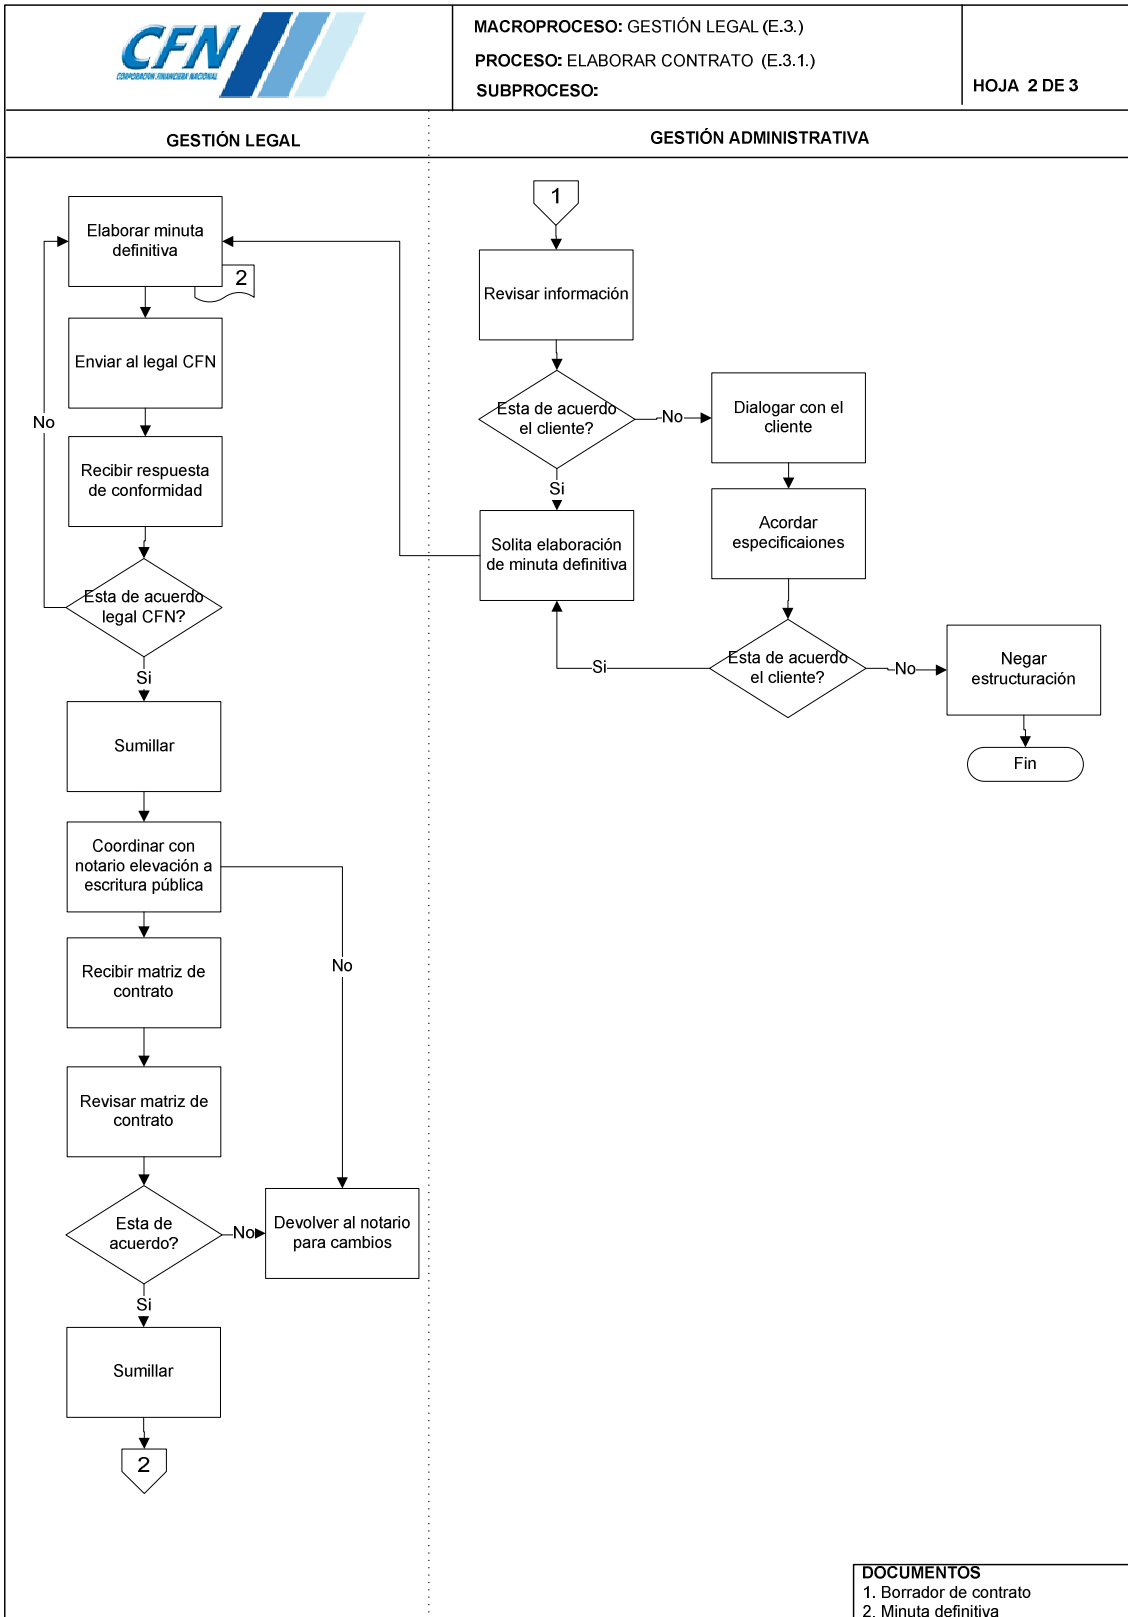 CFN
CORPORACIÓN FINANCIERA NACIONAL
MACROPROCESO: GESTIÓN LEGAL (E.3.)
PROCESO: ELABORAR CONTRATO (E.3.1.)
SUBPROCESO:
HOJA 2 DE 3
GESTIÓN LEGAL
GESTIÓN ADMINISTRATIVA
Elaborar minuta
definitiva
2
Enviar al legal CFN
No
Recibir respuesta
de conformidad
Esta de acuerdo
legal CFN?
Si
Sumillar
Coordinar con
notario elevación a
escritura pública
No
Recibir matriz de
contrato
Revisar matriz de
contrato
Esta de
acuerdo?
No
Devolver al notario
para cambios
Si
Sumillar
2
1
Revisar información
Esta de acuerdo
el cliente?
No
Dialogar con el
cliente
Si
Solita elaboración
de minuta definitiva
Acordar
especificaiones
Esta de acuerdo
el cliente?
Si
No
Negar
estructuración
Fin
DOCUMENTOS
1. Borrador de contrato
2. Minuta definitiva